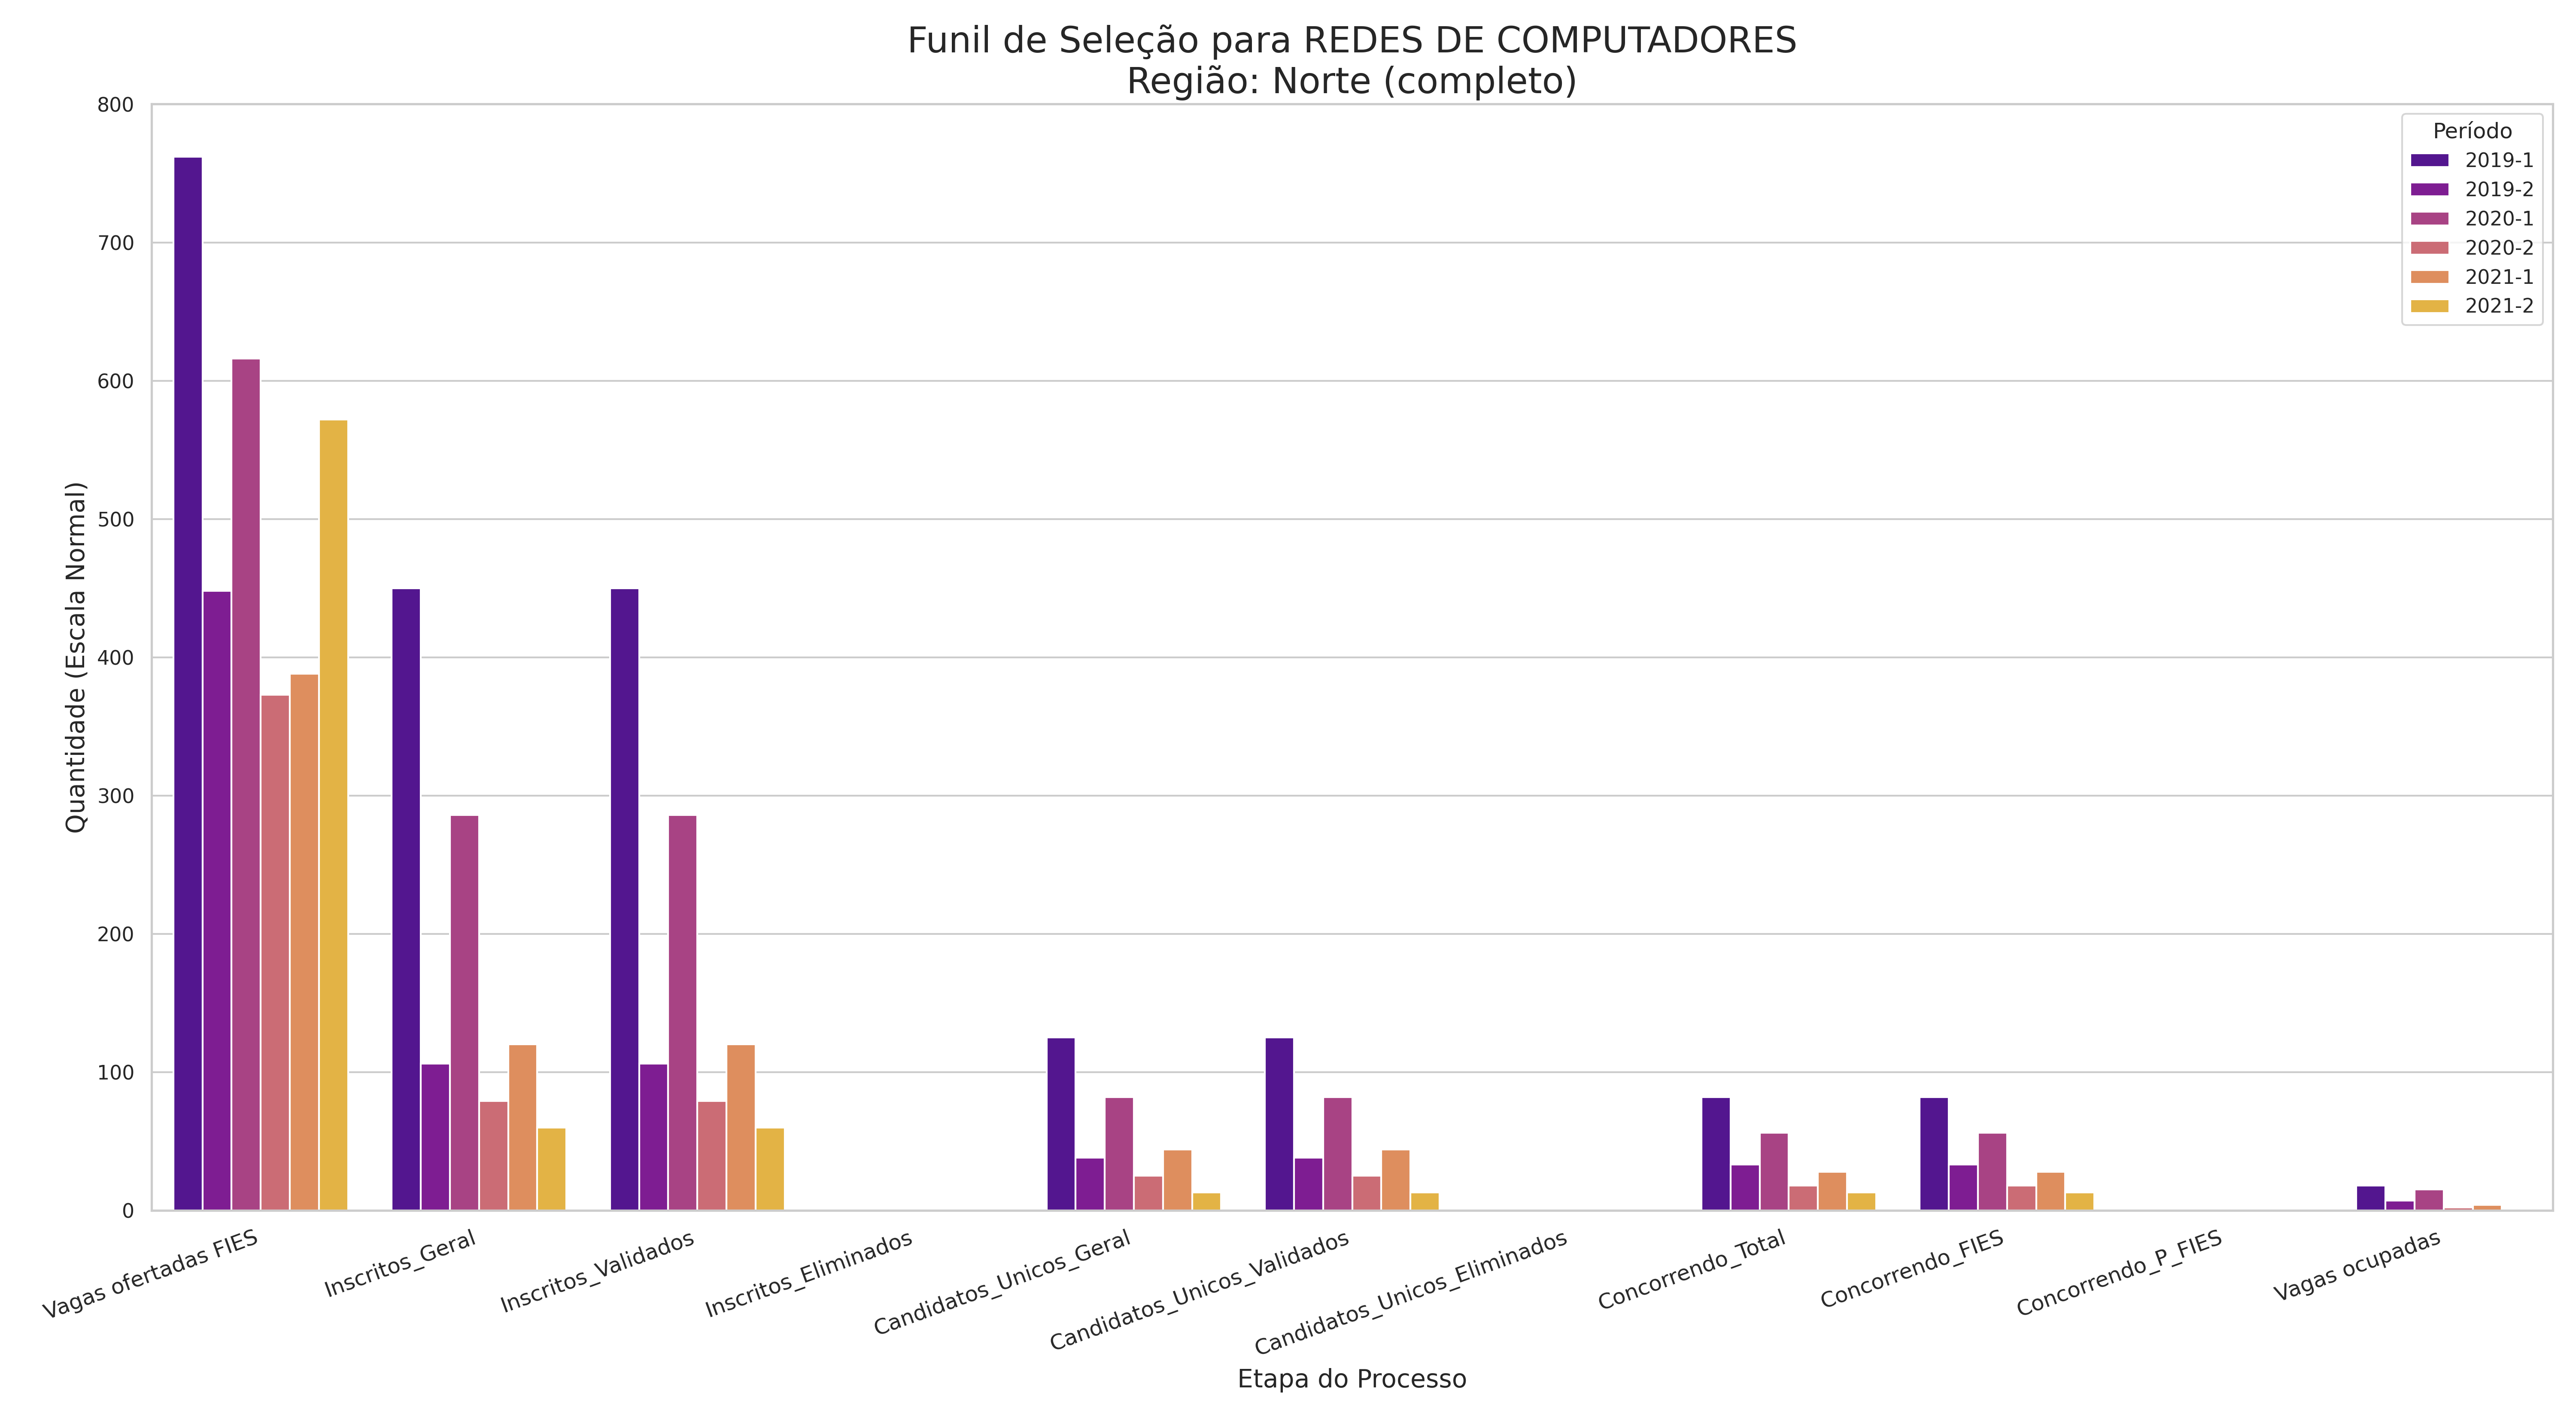 Funil de Seleção para REDES DE COMPUTADORES
Região: Norte (completo)
Quantidade (Escala Normal)
800
700
600
500
400
300
200
100
0
Período
2019-1
2019-2
2020-1
2020-2
2021-1
2021-2
Vagas ofertadas FIES
Inscritos_Geral
Inscritos_Validados
Inscritos_Eliminados
Candidatos_Unicos_Geral
Candidatos_Unicos_Validados
Candidatos_Unicos_Eliminados
Concorrendo_Total
Concorrendo_FIES
Concorrendo_P_FIES
Vagas ocupadas
Etapa do Processo